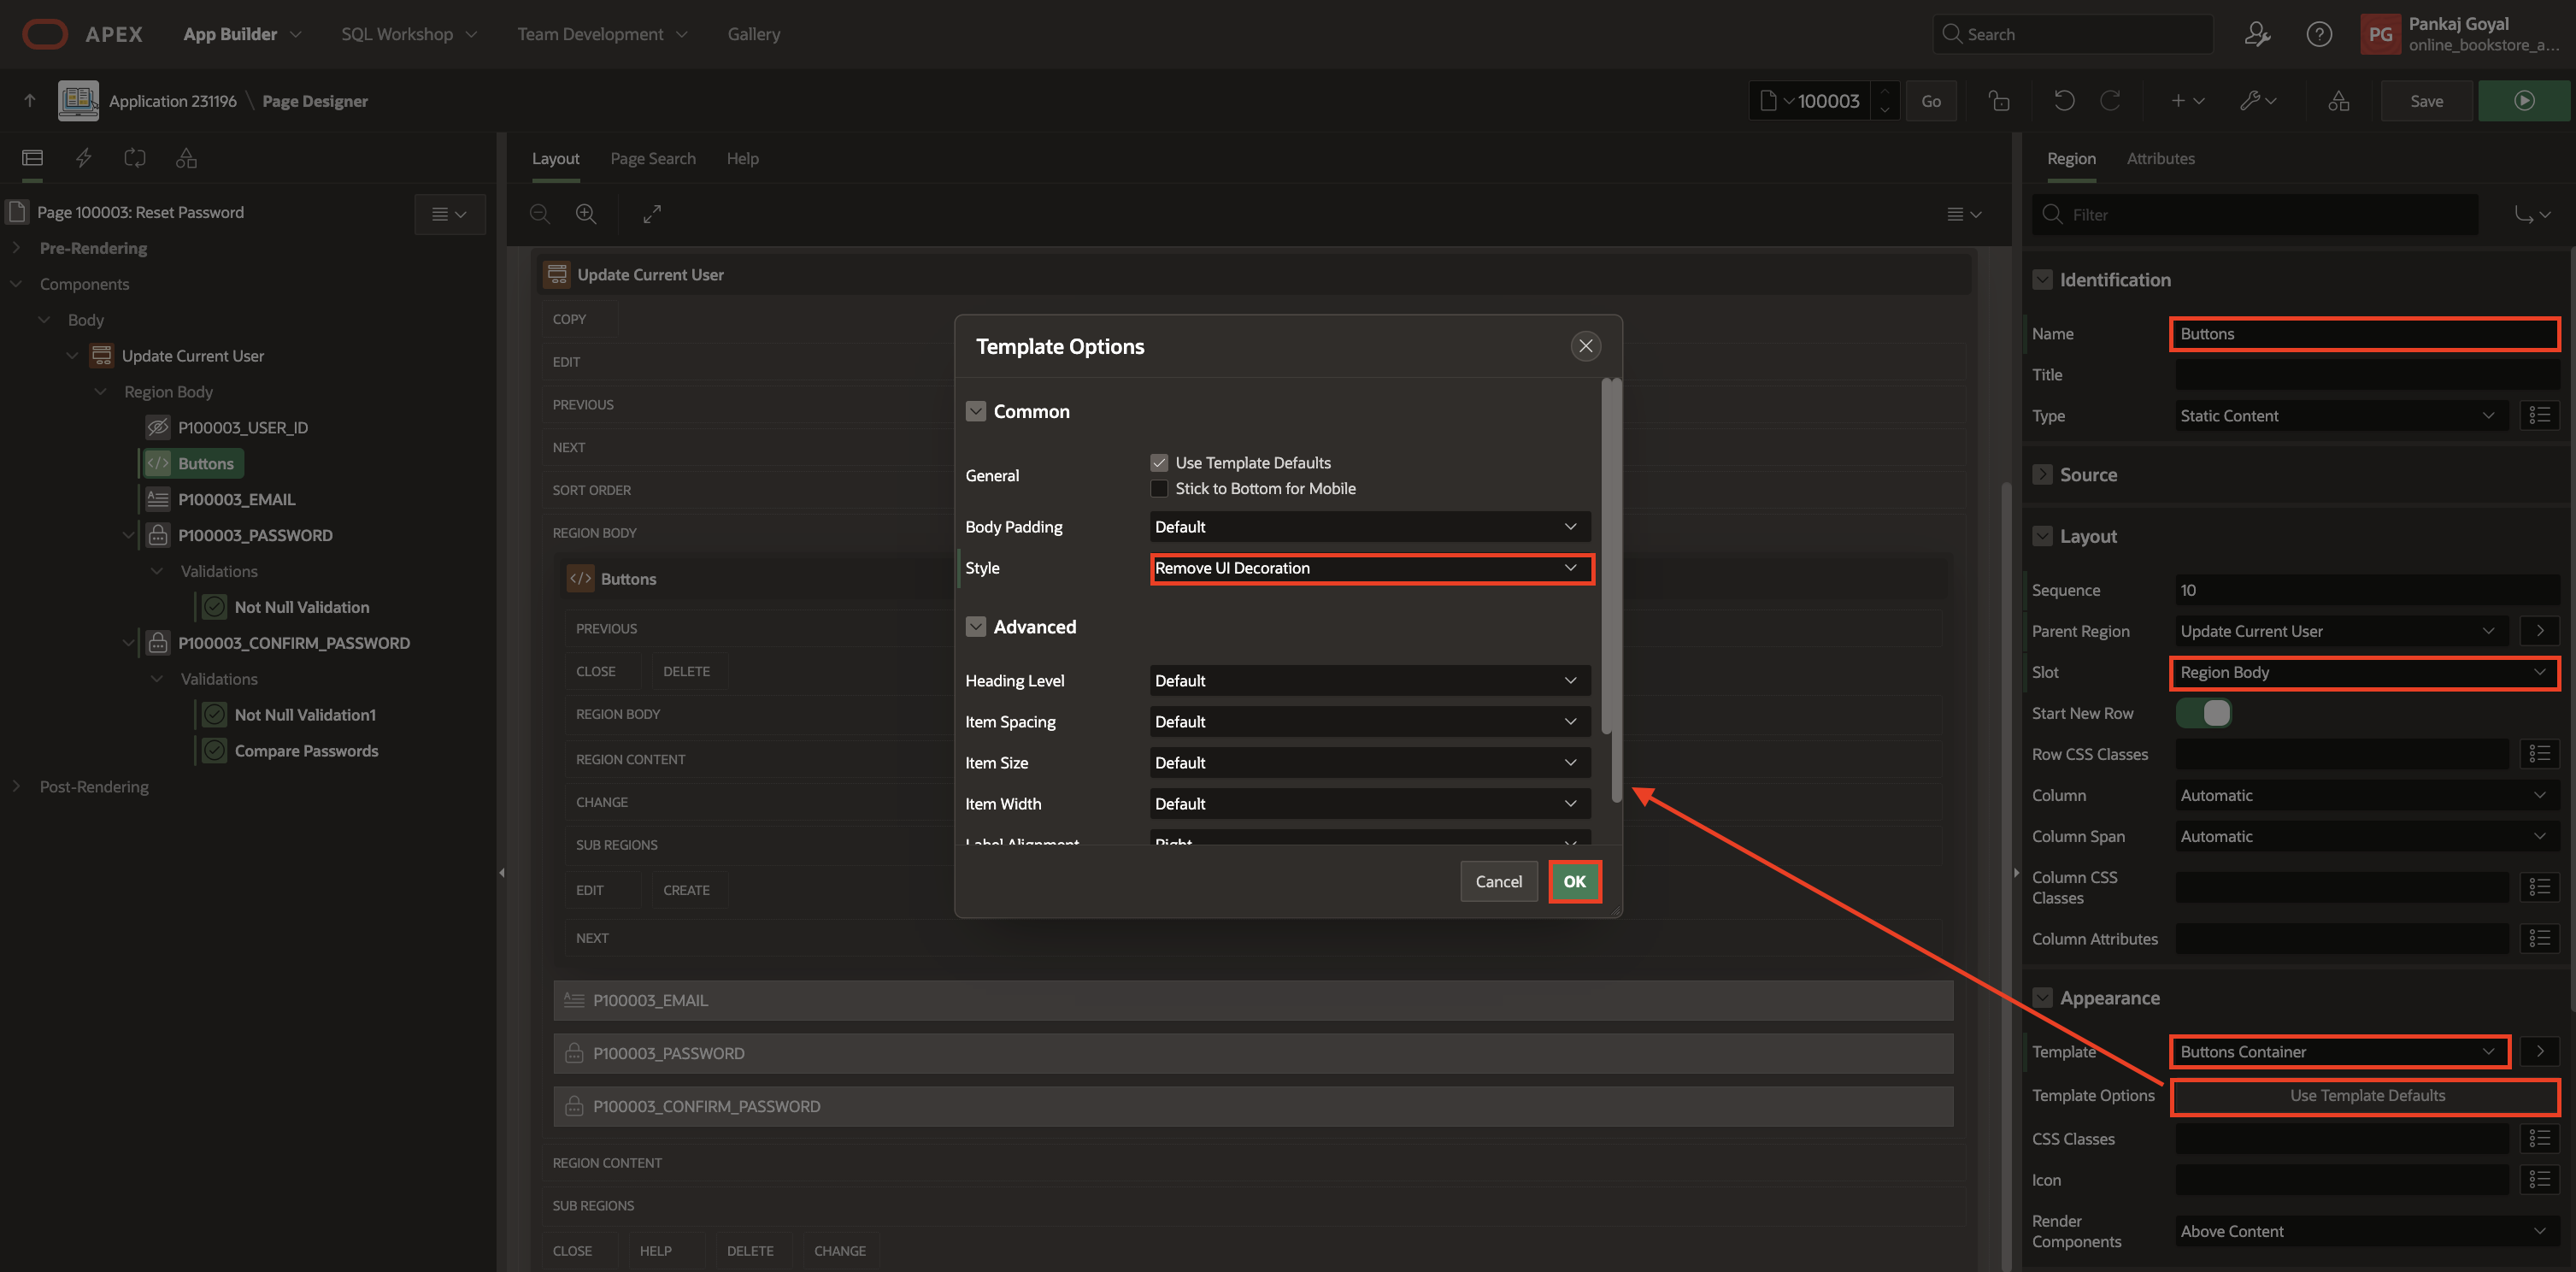 APEX App Builder SQL Workshop Team Development Gallery Search PG Pankaj Goyal
online_bookstore_a...
Application 231196 \ Page Designer 100003 Go Save
Layout Page Search Help
Region Attributes
Page 100003: Reset Password
Pre-Rendering
Components
Body
Update Current User
Region Body
P100003_USER_ID
Buttons
P100003_EMAIL
P100003_PASSWORD
Validations
Not Null Validation
P100003_CONFIRM_PASSWORD
Validations
Not Null Validation1
Compare Passwords
Post-Rendering
Update Current User
COPY
EDIT
PREVIOUS
NEXT
SORT ORDER
REGION BODY
Buttons
PREVIOUS
CLOSE DELETE
REGION BODY
REGION CONTENT
CHANGE
SUB REGIONS
EDIT CREATE
NEXT
P100003_EMAIL
P100003_PASSWORD
P100003_CONFIRM_PASSWORD
REGION CONTENT
SUB REGIONS
CLOSE HELP DELETE CHANGE
Template Options
Common
General Use Template Defaults
Stick to Bottom for Mobile
Body Padding Default
Style Remove UI Decoration
Advanced
Heading Level Default
Item Spacing Default
Item Size Default
Item Width Default
Label Alignment Right
Cancel OK
Filter
Identification
Name Buttons
Title
Type Static Content
Source
Layout
Sequence 10
Parent Region Update Current User
Slot Region Body
Start New Row
Row CSS Classes
Column Automatic
Column Span Automatic
Column CSS
Classes
Column Attributes
Appearance
Template Buttons Container
Template Options Use Template Defaults
CSS Classes
Icon
Render
Components Above Content